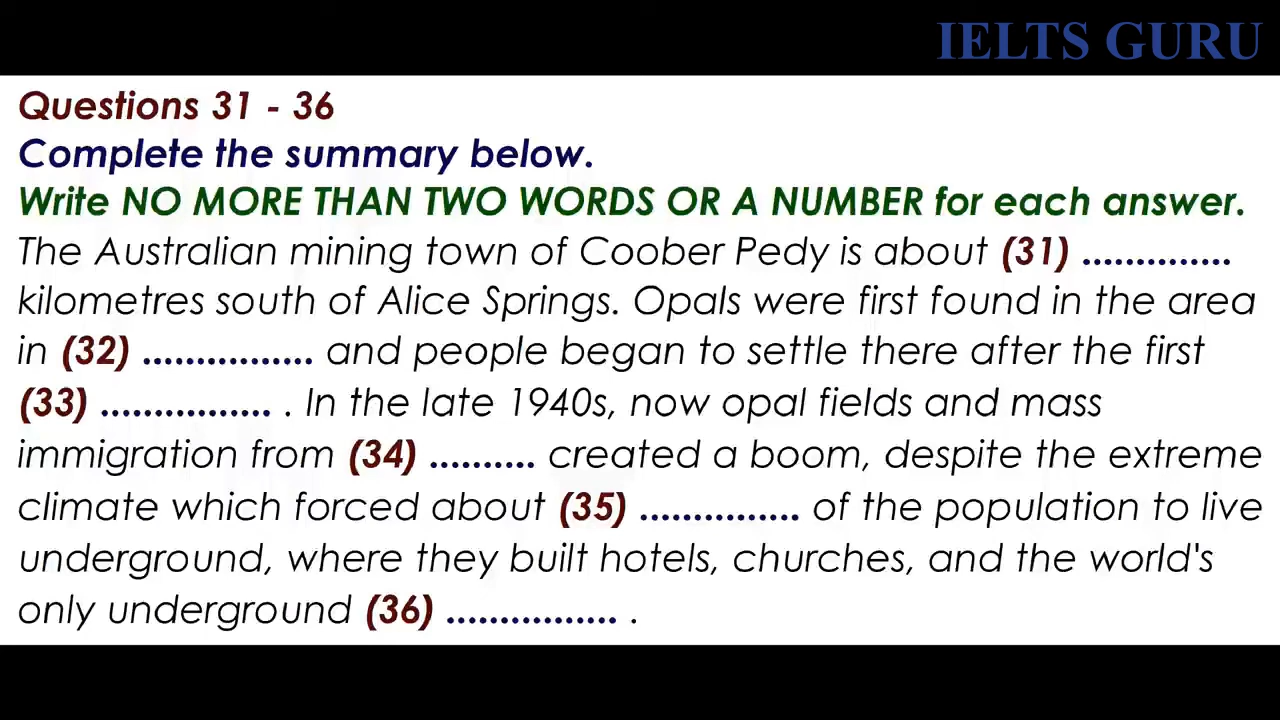 IELTS GURU
Questions 31 - 36
Complete the summary below.
Write NO MORE THAN TWO WORDS OR A NUMBER for each answer.
The Australian mining town of Coober Pedy is about (31) ..............
kilometres south of Alice Springs. Opals were first found in the area
in (32) ................ and people began to settle there after the first
(33) ................ . In the late 1940s, now opal fields and mass
immigration from (34) .......... created a boom, despite the extreme
climate which forced about (35) ............... of the population to live
underground, where they built hotels, churches, and the world's
only underground (36) ................ .